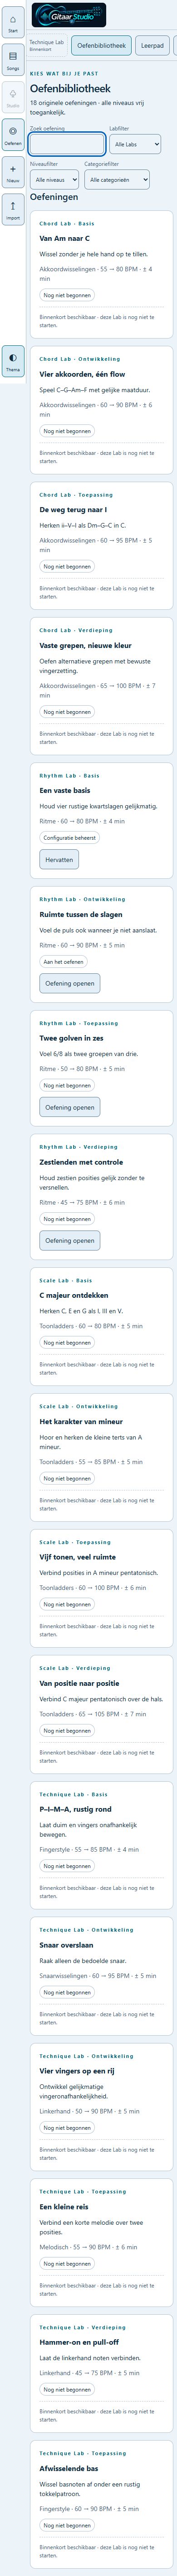 Gitaar Studio
Start
Songs
Studio
Oefenen
Nieuw
Import
Thema
Technique Lab
Binnenkort
Oefenbibliotheek
Leerpad
KIES WAT BIJ JE PAST
Oefenbibliotheek
18 originele oefeningen · alle niveaus vrij
toegankelijk.
Zoek oefening
Labfilter
Alle Labs
Niveaufilter
Categoriefilter
Alle niveaus
Alle categorieën
Oefeningen
Chord Lab · Basis
Van Am naar C
Wissel zonder je hele hand op te tillen.
Akkoordwisselingen · 55 → 80 BPM · ± 4
min
Nog niet begonnen
Binnenkort beschikbaar · deze Lab is nog niet te
starten.
Chord Lab · Ontwikkeling
Vier akkoorden, één flow
Speel C–G–Am–F met gelijke maatduur.
Akkoordwisselingen · 60 → 90 BPM · ± 6
min
Nog niet begonnen
Binnenkort beschikbaar · deze Lab is nog niet te
starten.
Chord Lab · Toepassing
De weg terug naar I
Herken ii–V–I als Dm–G–C in C.
Akkoordwisselingen · 60 → 95 BPM · ± 5
min
Nog niet begonnen
Binnenkort beschikbaar · deze Lab is nog niet te
starten.
Chord Lab · Verdieping
Vaste grepen, nieuwe kleur
Oefen alternatieve grepen met bewuste
vingerzetting.
Akkoordwisselingen · 65 → 100 BPM · ± 7
min
Nog niet begonnen
Binnenkort beschikbaar · deze Lab is nog niet te
starten.
Rhythm Lab · Basis
Een vaste basis
Houd vier rustige kwartslagen gelijkmatig.
Ritme · 60 → 80 BPM · ± 4 min
Configuratie beheerst
Hervatten
Rhythm Lab · Ontwikkeling
Ruimte tussen de slagen
Voel de puls ook wanneer je niet aanslaat.
Ritme · 60 → 90 BPM · ± 5 min
Aan het oefenen
Oefening openen
Rhythm Lab · Toepassing
Twee golven in zes
Voel 6/8 als twee groepen van drie.
Ritme · 50 → 80 BPM · ± 5 min
Nog niet begonnen
Oefening openen
Rhythm Lab · Verdieping
Zestienden met controle
Houd zestien posities gelijk zonder te
versnellen.
Ritme · 45 → 75 BPM · ± 6 min
Nog niet begonnen
Oefening openen
Scale Lab · Basis
C majeur ontdekken
Herken C, E en G als I, III en V.
Toonladders · 60 → 80 BPM · ± 5 min
Nog niet begonnen
Binnenkort beschikbaar · deze Lab is nog niet te
starten.
Scale Lab · Ontwikkeling
Het karakter van mineur
Hoor en herken de kleine terts van A
mineur.
Toonladders · 55 → 85 BPM · ± 5 min
Nog niet begonnen
Binnenkort beschikbaar · deze Lab is nog niet te
starten.
Scale Lab · Toepassing
Vijf tonen, veel ruimte
Verbind posities in A mineur pentatonisch.
Toonladders · 60 → 100 BPM · ± 6 min
Nog niet begonnen
Binnenkort beschikbaar · deze Lab is nog niet te
starten.
Scale Lab · Verdieping
Van positie naar positie
Verbind C majeur pentatonisch over de hals.
Toonladders · 65 → 105 BPM · ± 7 min
Nog niet begonnen
Binnenkort beschikbaar · deze Lab is nog niet te
starten.
Technique Lab · Basis
P–I–M–A, rustig rond
Laat duim en vingers onafhankelijk
bewegen.
Fingerstyle · 55 → 85 BPM · ± 4 min
Nog niet begonnen
Binnenkort beschikbaar · deze Lab is nog niet te
starten.
Technique Lab · Ontwikkeling
Snaar overslaan
Raak alleen de bedoelde snaar.
Snaarwisselingen · 60 → 95 BPM · ± 5 min
Nog niet begonnen
Binnenkort beschikbaar · deze Lab is nog niet te
starten.
Technique Lab · Ontwikkeling
Vier vingers op een rij
Ontwikkel gelijkmatige
vingeronafhankelijkheid.
Linkerhand · 50 → 90 BPM · ± 5 min
Nog niet begonnen
Binnenkort beschikbaar · deze Lab is nog niet te
starten.
Technique Lab · Toepassing
Een kleine reis
Verbind een korte melodie over twee
posities.
Melodisch · 55 → 90 BPM · ± 6 min
Nog niet begonnen
Binnenkort beschikbaar · deze Lab is nog niet te
starten.
Technique Lab · Verdieping
Hammer-on en pull-off
Laat de linkerhand noten verbinden.
Linkerhand · 45 → 75 BPM · ± 5 min
Nog niet begonnen
Binnenkort beschikbaar · deze Lab is nog niet te
starten.
Technique Lab · Toepassing
Afwisselende bas
Wissel basnoten af onder een rustig
tokkelpatroon.
Fingerstyle · 60 → 90 BPM · ± 5 min
Nog niet begonnen
Binnenkort beschikbaar · deze Lab is nog niet te
starten.